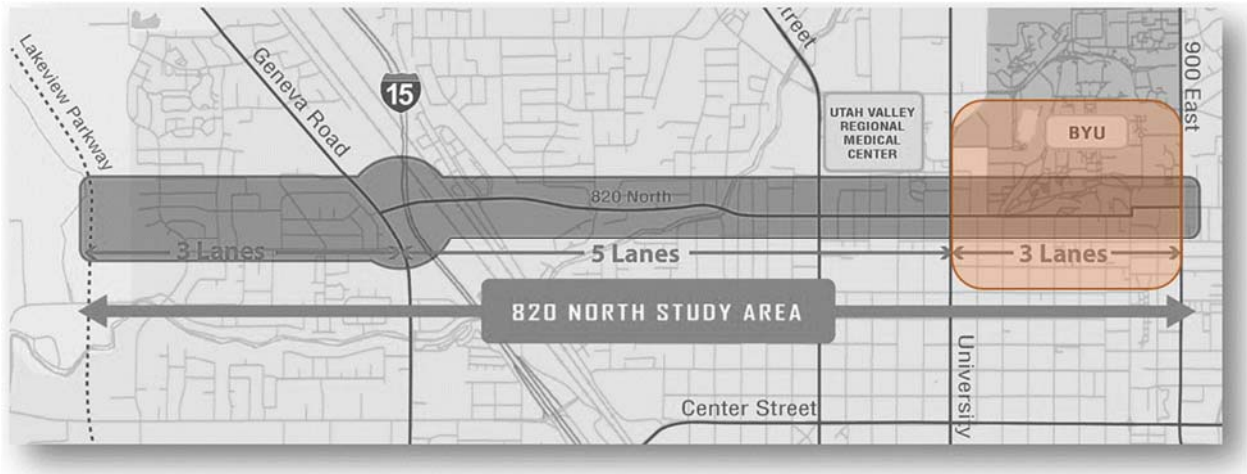 Lakeview Parkway
Geneva Road
15
Street
UTAH VALLEY
REGIONAL
MEDICAL
CENTER
BYU
900 East
820 North
3 Lanes
5 Lanes
3 Lanes
820 NORTH STUDY AREA
University
Center Street